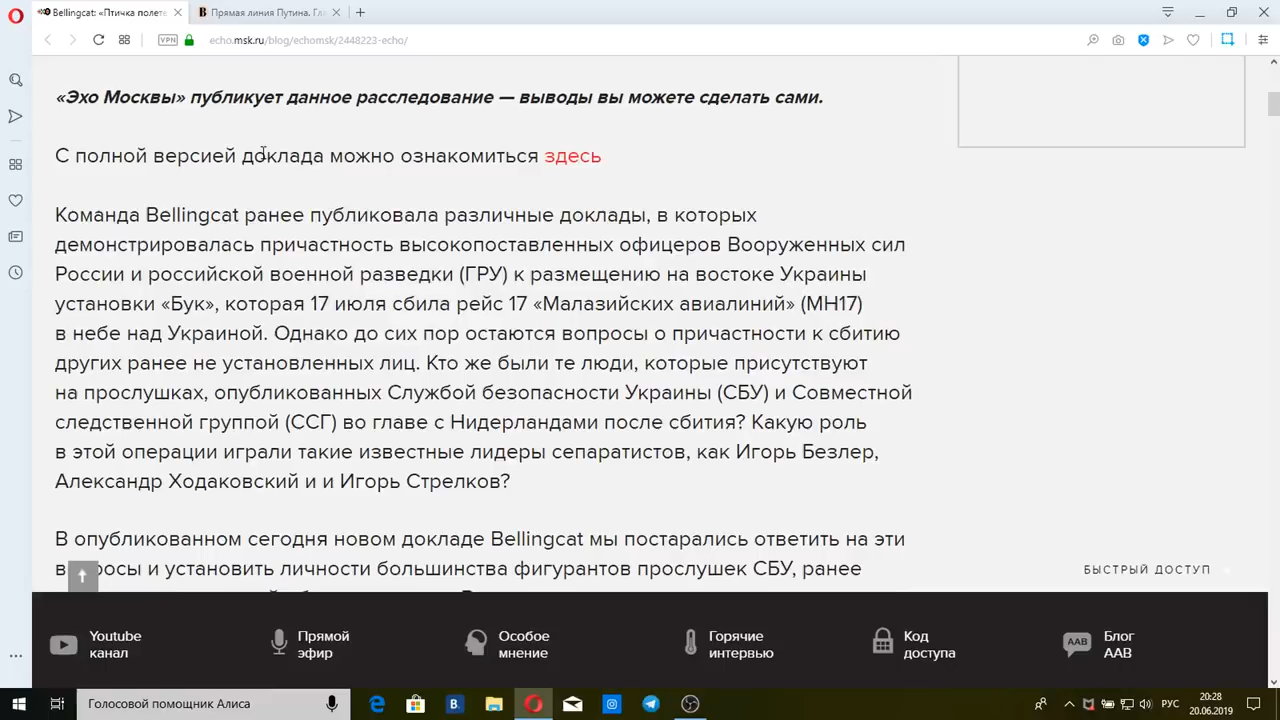 Bellingcat: «Птичка полете
Прямая линия Путина. Гла
VPN
echo.msk.ru/blog/echomsk/2448223-echo/
«Эхо Москвы» публикует данное расследование — выводы вы можете сделать сами.
С полной версией доклада можно ознакомиться здесь
Команда Bellingcat ранее публиковала различные доклады, в которых
демонстрировалась причастность высокопоставленных офицеров Вооруженных сил
России и российской военной разведки (ГРУ) к размещению на востоке Украины
установки «Бук», которая 17 июля сбила рейс 17 «Малазийских авиалиний» (MH17)
в небе над Украиной. Однако до сих пор остаются вопросы о причастности к сбитию
других ранее не установленных лиц. Кто же были те люди, которые присутствуют
на прослушках, опубликованных Службой безопасности Украины (СБУ) и Совместной
следственной группой (ССГ) во главе с Нидерландами после сбития? Какую роль
в этой операции играли такие известные лидеры сепаратистов, как Игорь Безлер,
Александр Ходаковский и и Игорь Стрелков?
В опубликованном сегодня новом докладе Bellingcat мы постарались ответить на эти
и установить личности большинства фигурантов прослушек СБУ, ранее
БЫСТРЫЙ ДОСТУП
Youtube
канал
Прямой
эфир
Особое
мнение
Горячие
интервью
Код
доступа
ААВ
Блог
ААВ
Голосовой помощник Алиса
РУС
20:28
20.06.2019